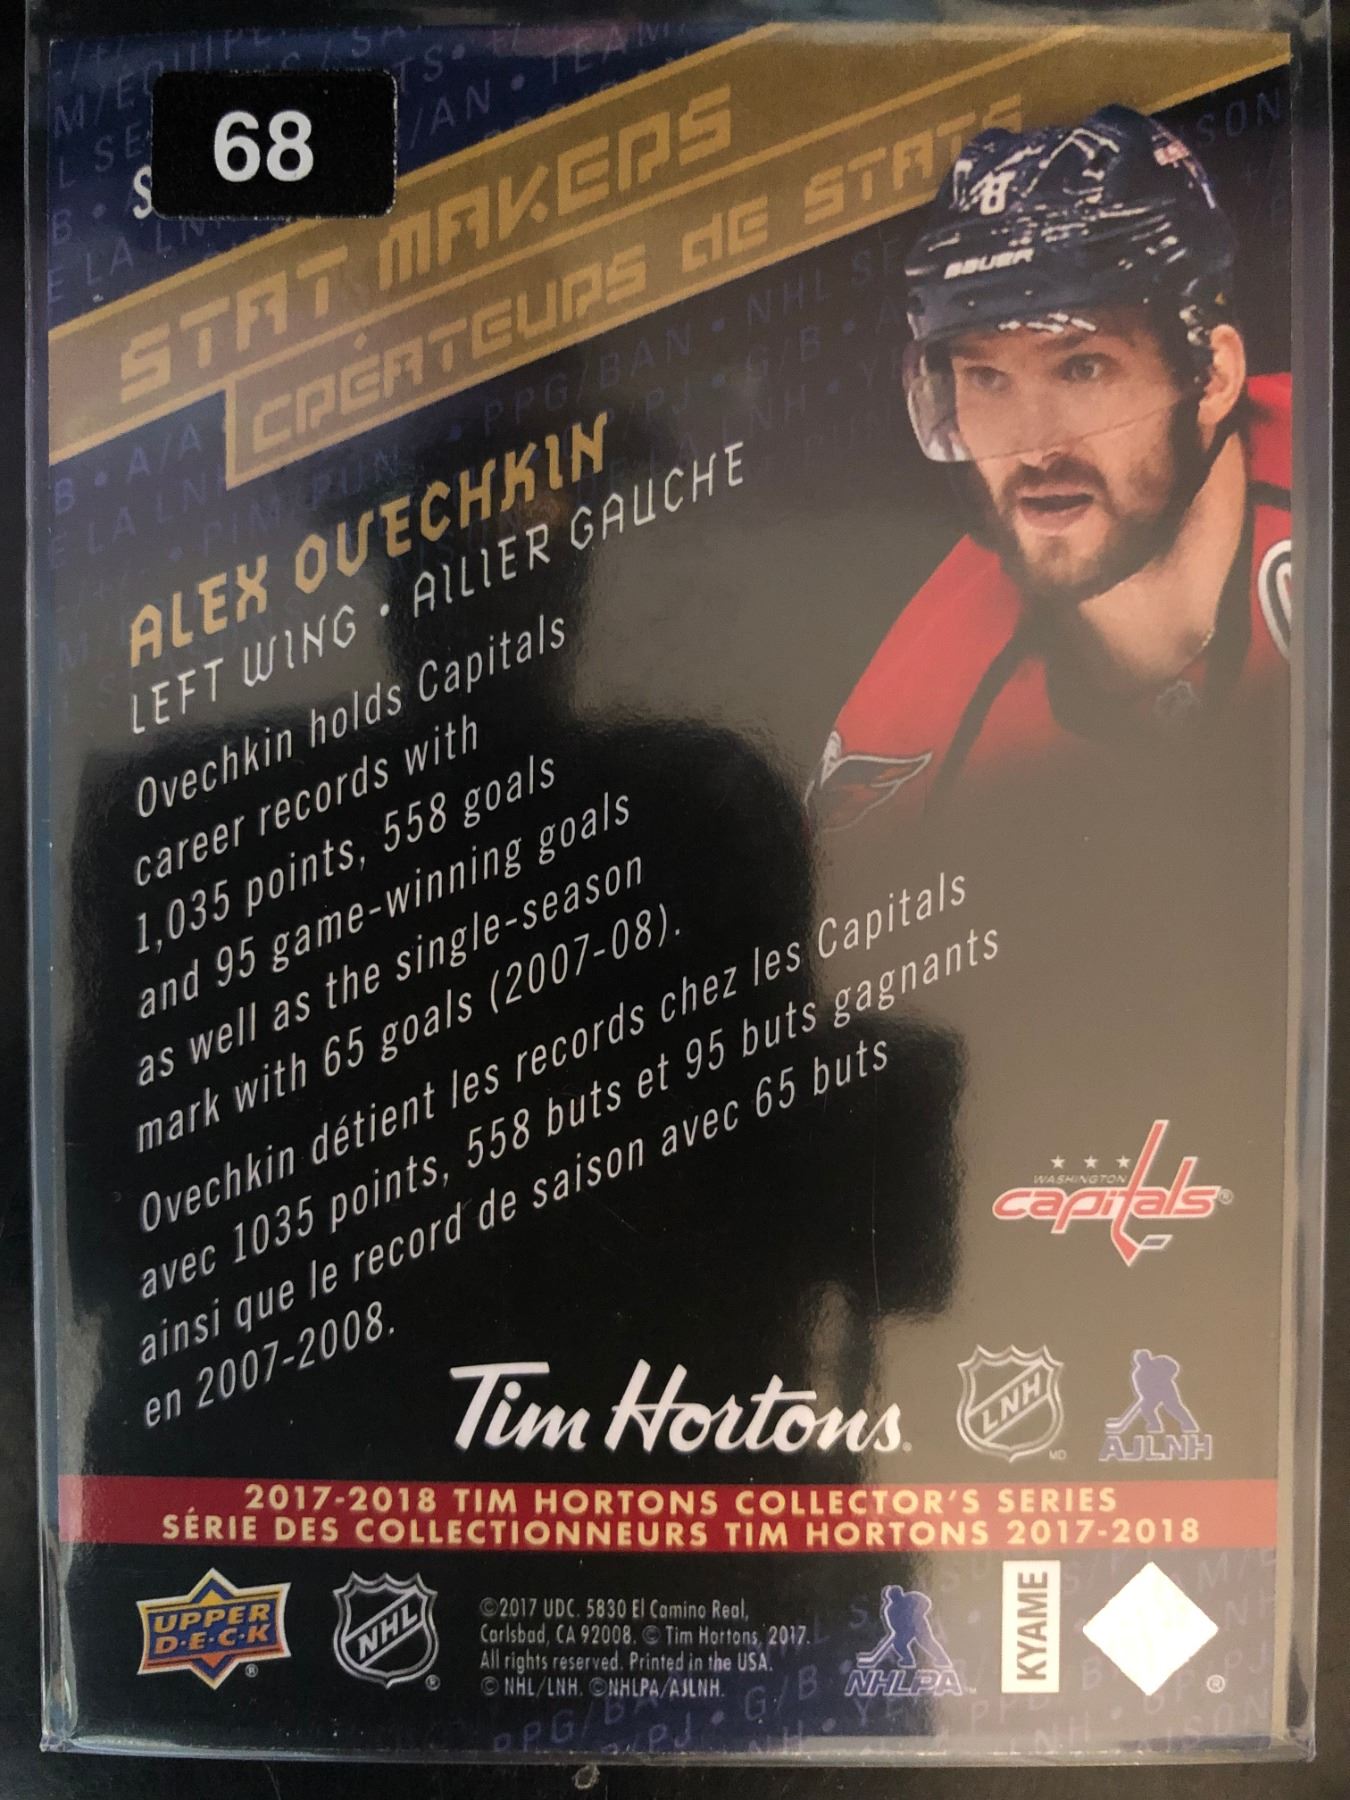 68
S
STAT MAKERS
CRÉATEURS DE STATS
8
BAUER
ALEX OVECHKIN
LEFT WING • AILIER GAUCHE
Ovechkin holds Capitals
career records with
1,035 points, 558 goals
and 95 game-winning goals
as well as the single-season
mark with 65 goals (2007-08).
Ovechkin détient les records chez les Capitals
avec 1035 points, 558 buts et 95 buts gagnants
ainsi que le record de saison avec 65 buts
en 2007-2008.
WASHINGTON
capitals®
Tim Hortons
LNH
MD
AJLNH
2017-2018 TIM HORTONS COLLECTOR'S SERIES
SÉRIE DES COLLECTIONNEURS TIM HORTONS 2017-2018
UPPER
D•E•C•K
®
NHL
®
©2017 UDC. 5830 El Camino Real,
Carlsbad, CA 92008. © Tim Hortons, 2017.
All rights reserved. Printed in the USA.
© NHL/LNH. ©NHLPA/AJLNH.
NHLPA™
KYAME
®